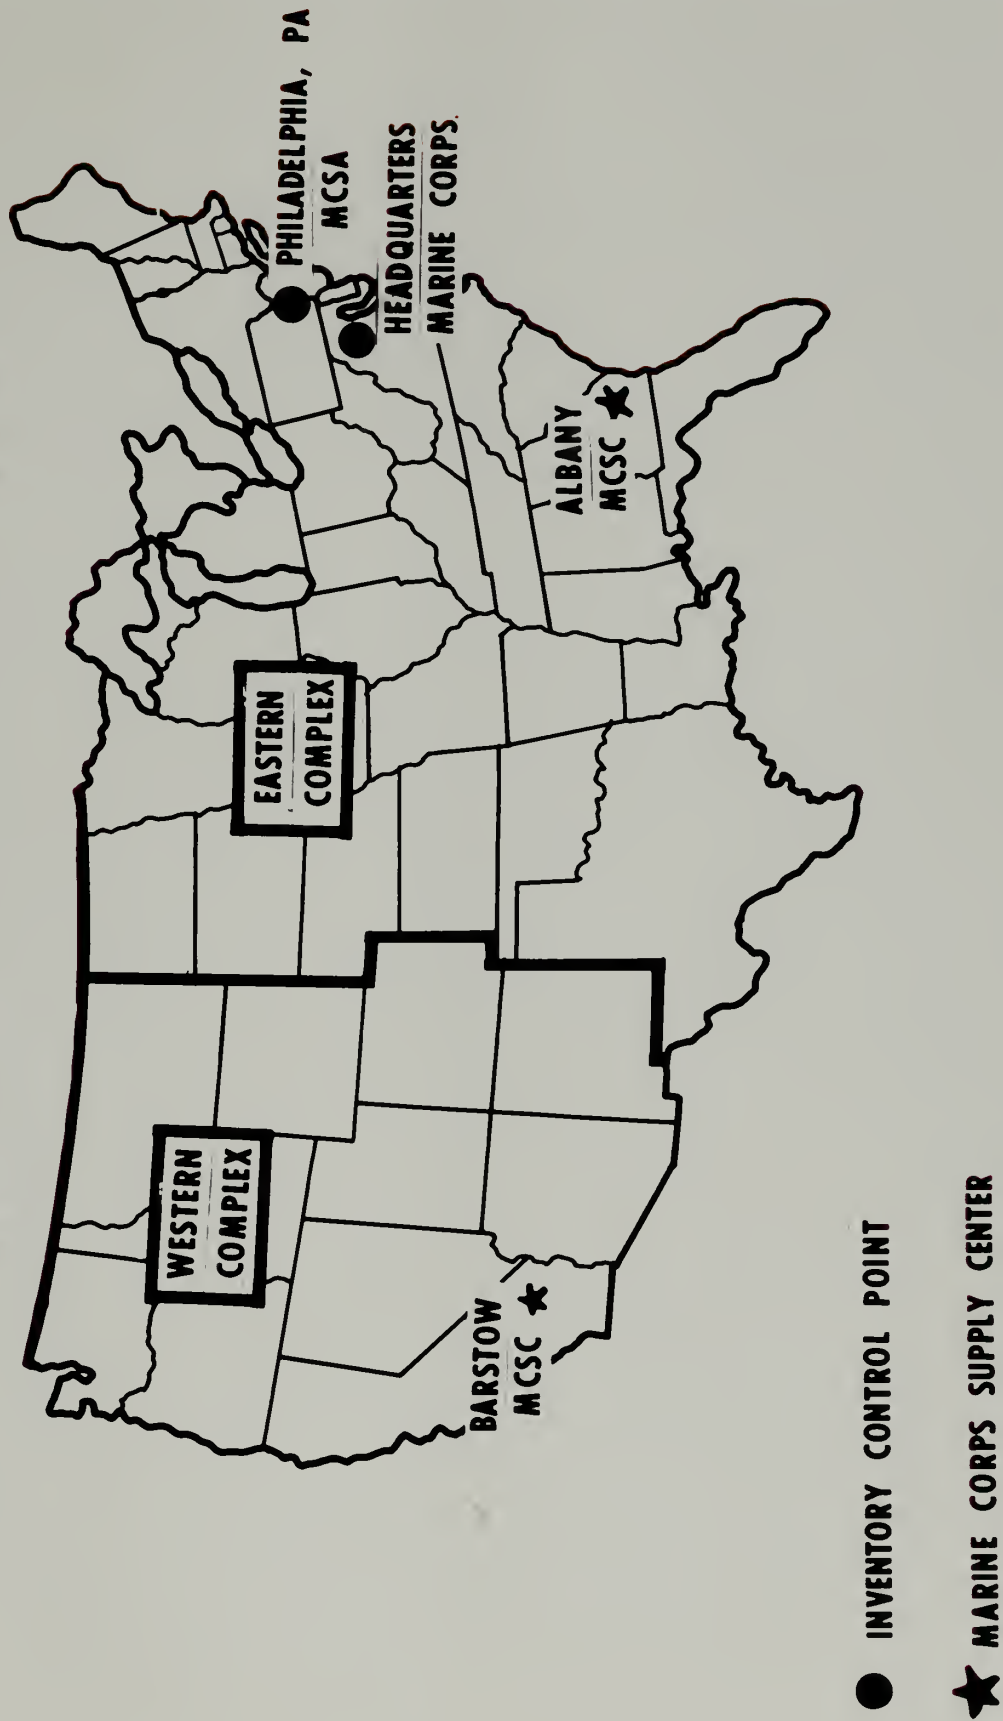 WESTERN
COMPLEX
EASTERN
COMPLEX
PHILADELPHIA, PA
MCSA
HEADQUARTERS
MARINE CORPS.
BARSTOW
MCSC
ALBANY
MCSC
INVENTORY CONTROL POINT
MARINE CORPS SUPPLY CENTER